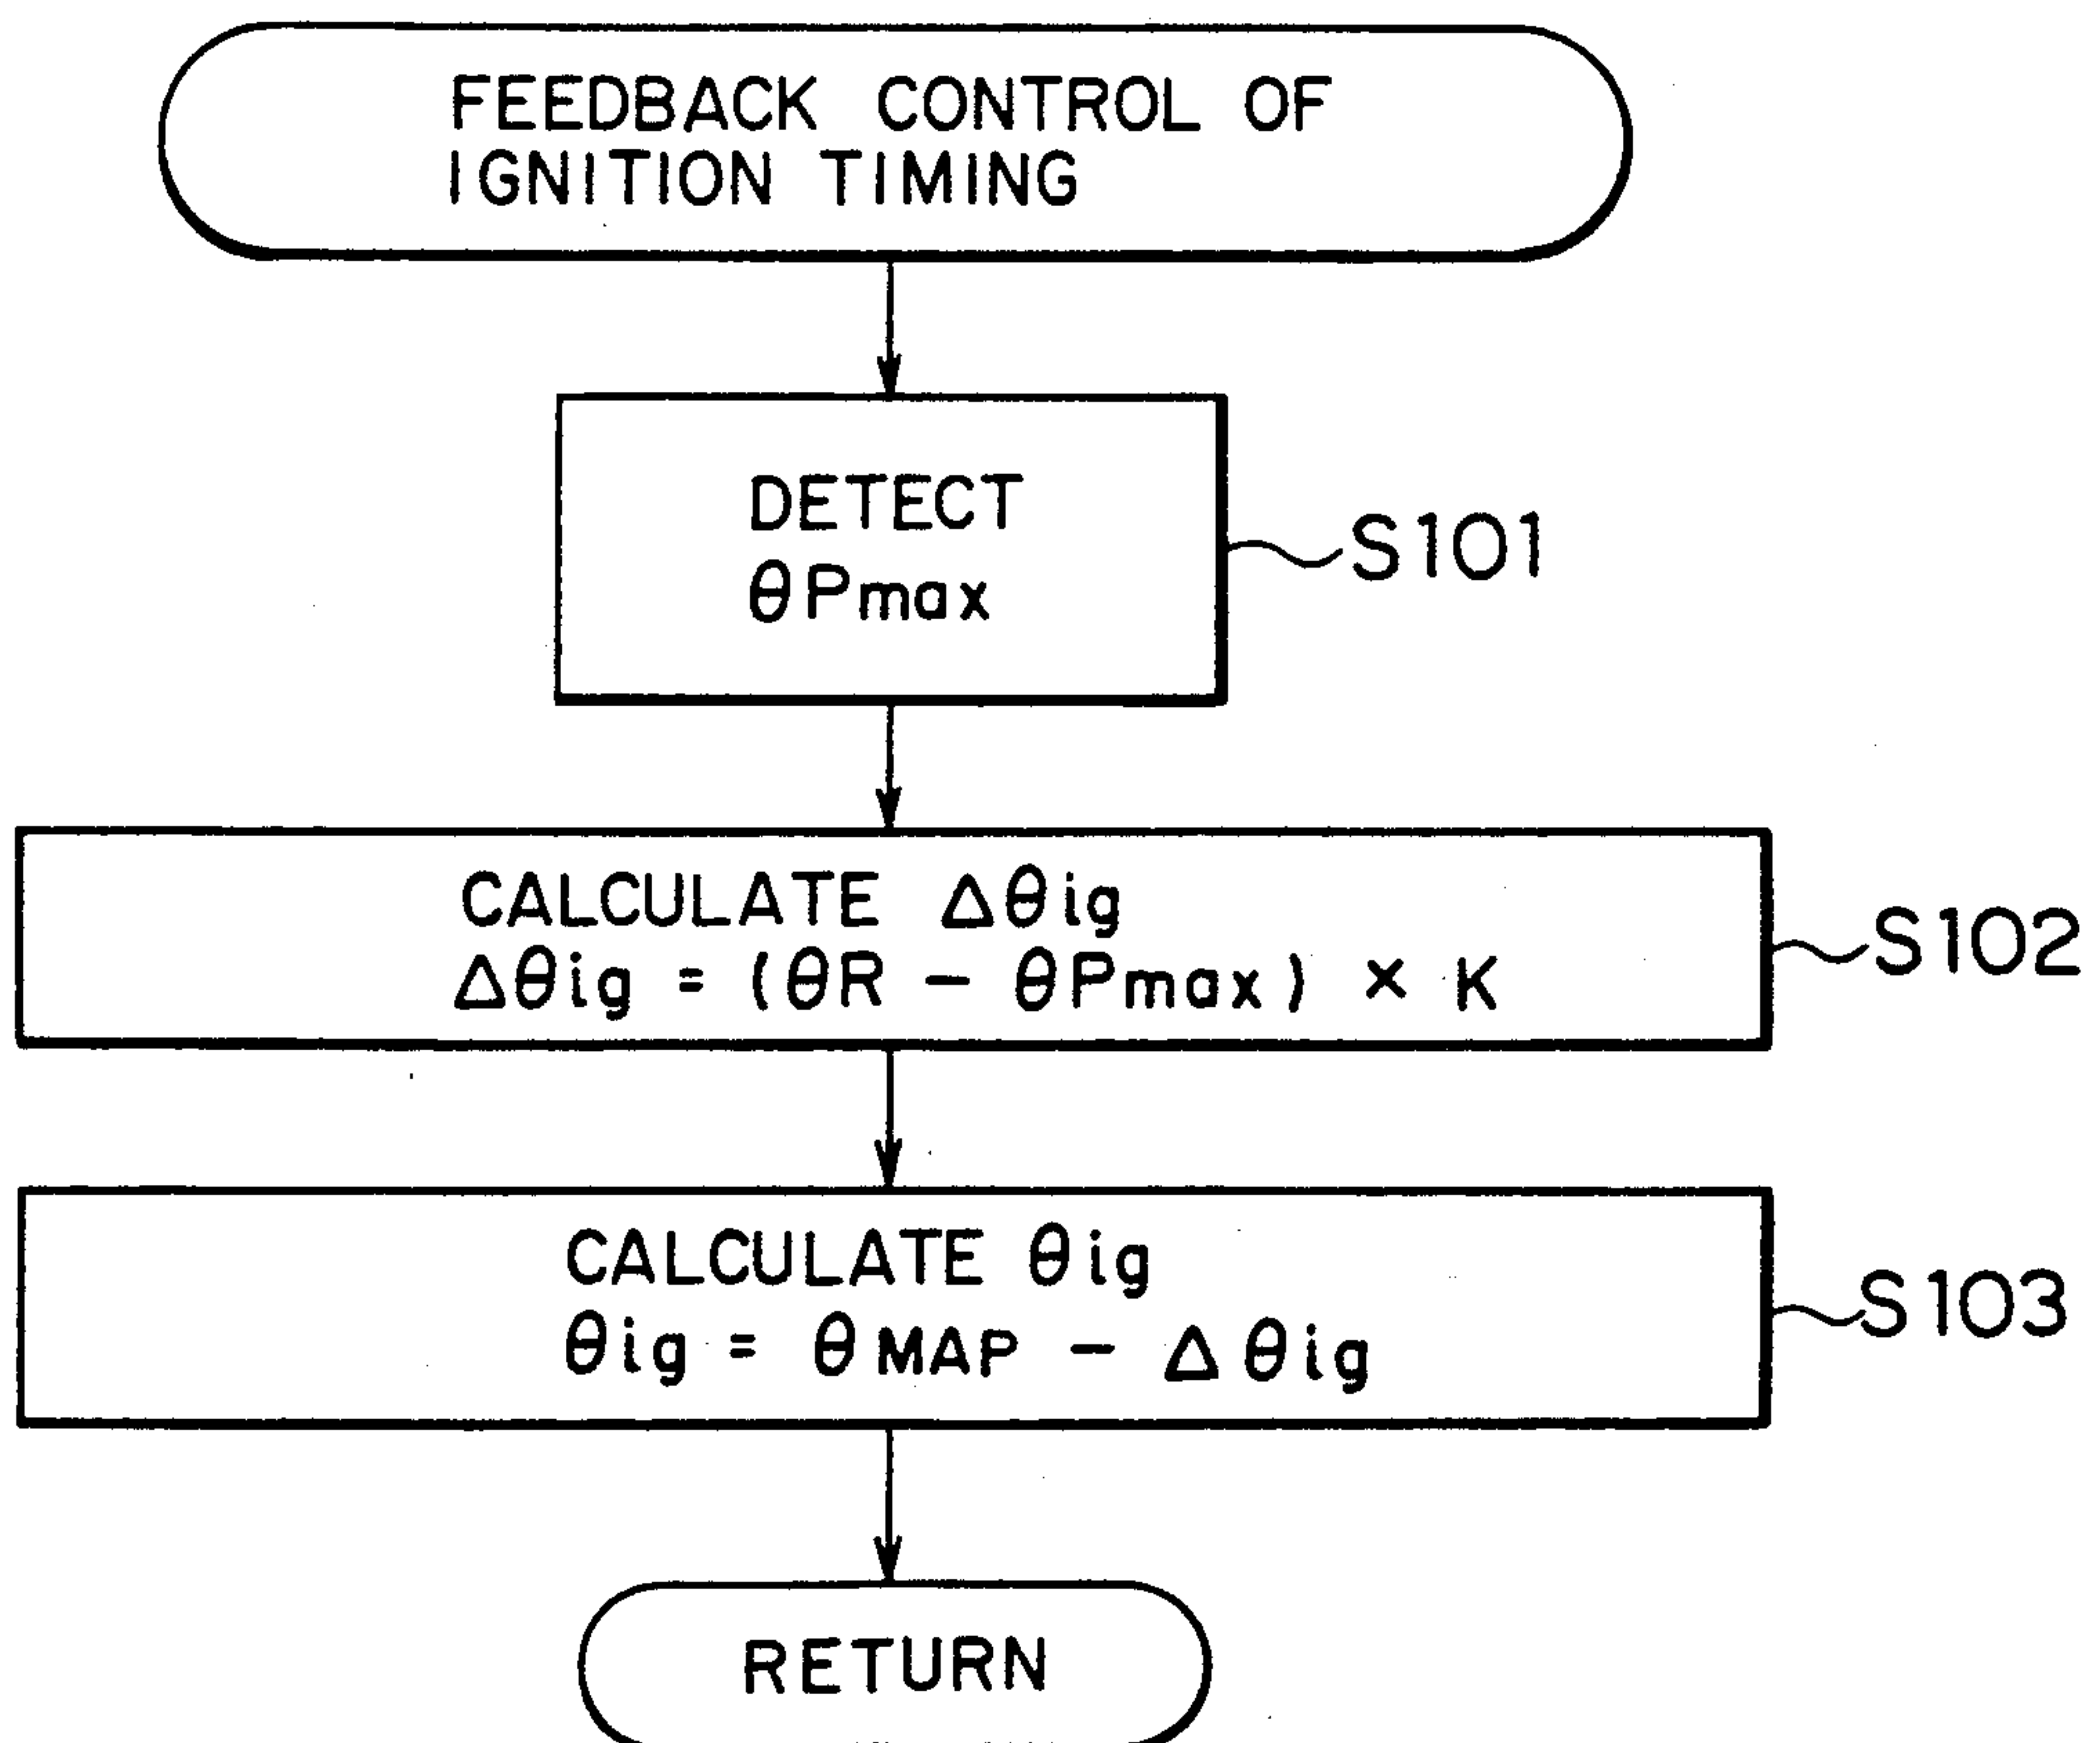 FEEDBACK CONTROL OF
IGNITION TIMING
DETECT
θPmax
S101
CALCULATE Δθig
Δθig = (θR - θPmax) × K
S102
CALCULATE θig
θig = θMAP - Δθig
S103
RETURN